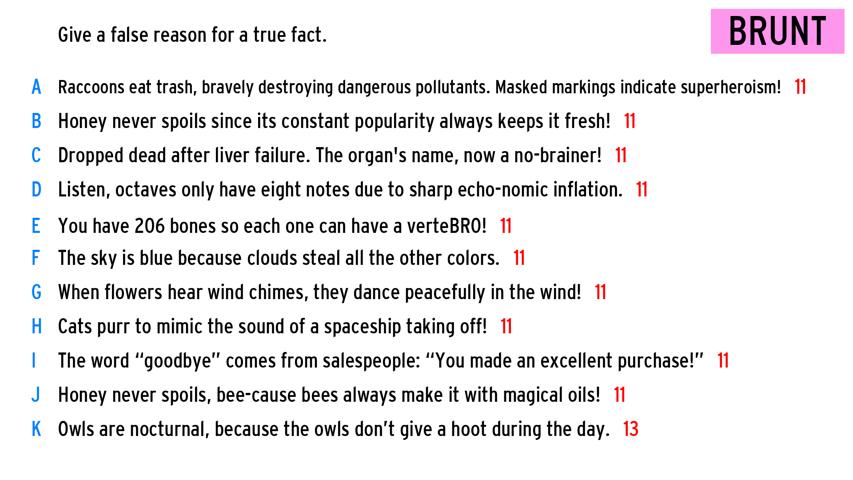 Give a false reason for a true fact.
BRUNT
A Raccoons eat trash, bravely destroying dangerous pollutants. Masked markings indicate superheroism! 11
B Honey never spoils since its constant popularity always keeps it fresh! 11
C Dropped dead after liver failure. The organ's name, now a no-brainer! 11
D Listen, octaves only have eight notes due to sharp echo-nomic inflation. 11
E You have 206 bones so each one can have a verteBRO! 11
F The sky is blue because clouds steal all the other colors. 11
G When flowers hear wind chimes, they dance peacefully in the wind! 11
H Cats purr to mimic the sound of a spaceship taking off! 11
I The word “goodbye” comes from salespeople: “You made an excellent purchase!” 11
J Honey never spoils, bee-cause bees always make it with magical oils! 11
K Owls are nocturnal, because the owls don’t give a hoot during the day. 13